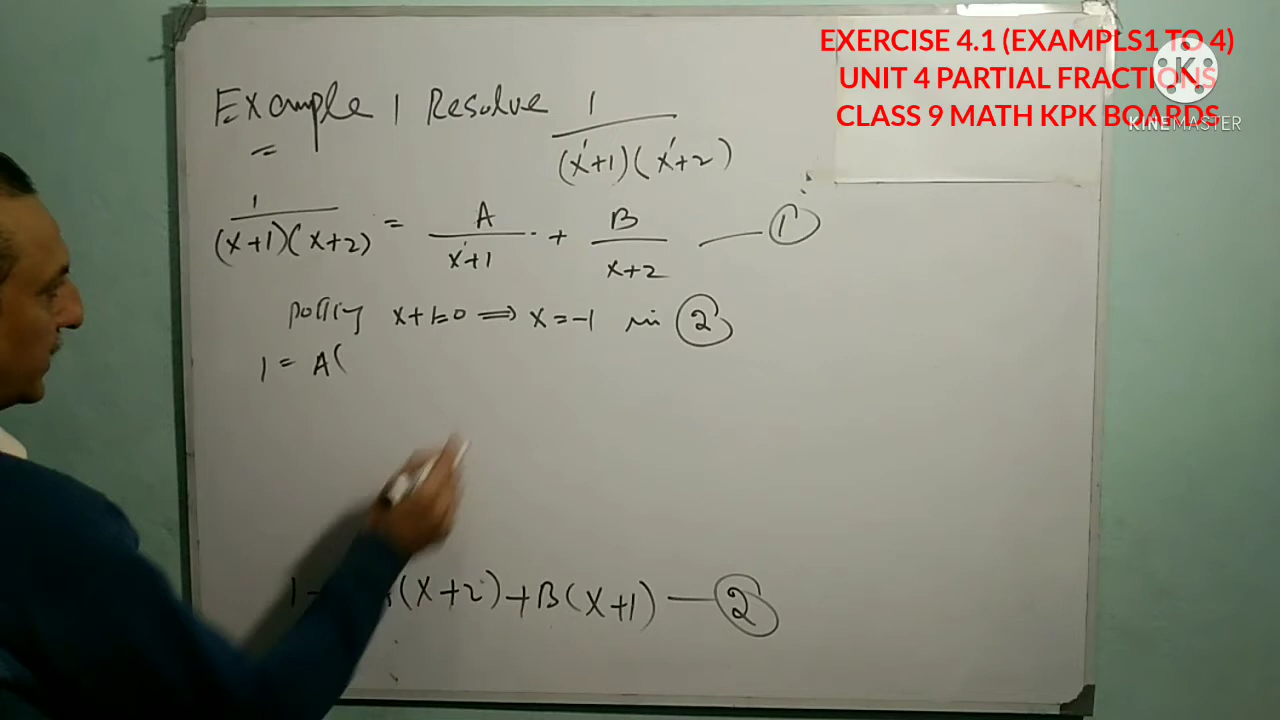 EXERCISE 4.1 (EXAMPLS1 TO 4)
UNIT 4 PARTIAL FRACTIONS
CLASS 9 MATH KPK BOARDS
KINEMASTER
Example 1 Resolve 1
(x+1)(x+2)
1/(x+1)(x+2) = A/x+1 + B/x+2 — ①
x+1=0 ⟹ x=-1 in ②
1 = A(
(x+2)+B(x+1) — ②